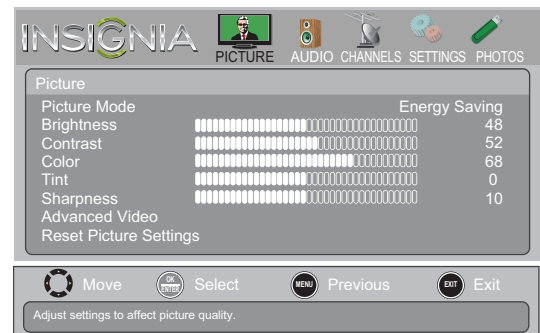 INSIGNIA
PICTURE AUDIO CHANNELS SETTINGS PHOTOS
Picture
Picture Mode Energy Saving
Brightness 48
Contrast 52
Color 68
Tint 0
Sharpness 10
Advanced Video
Reset Picture Settings
Move OK ENTER Select MENU Previous EXIT Exit
Adjust settings to affect picture quality.